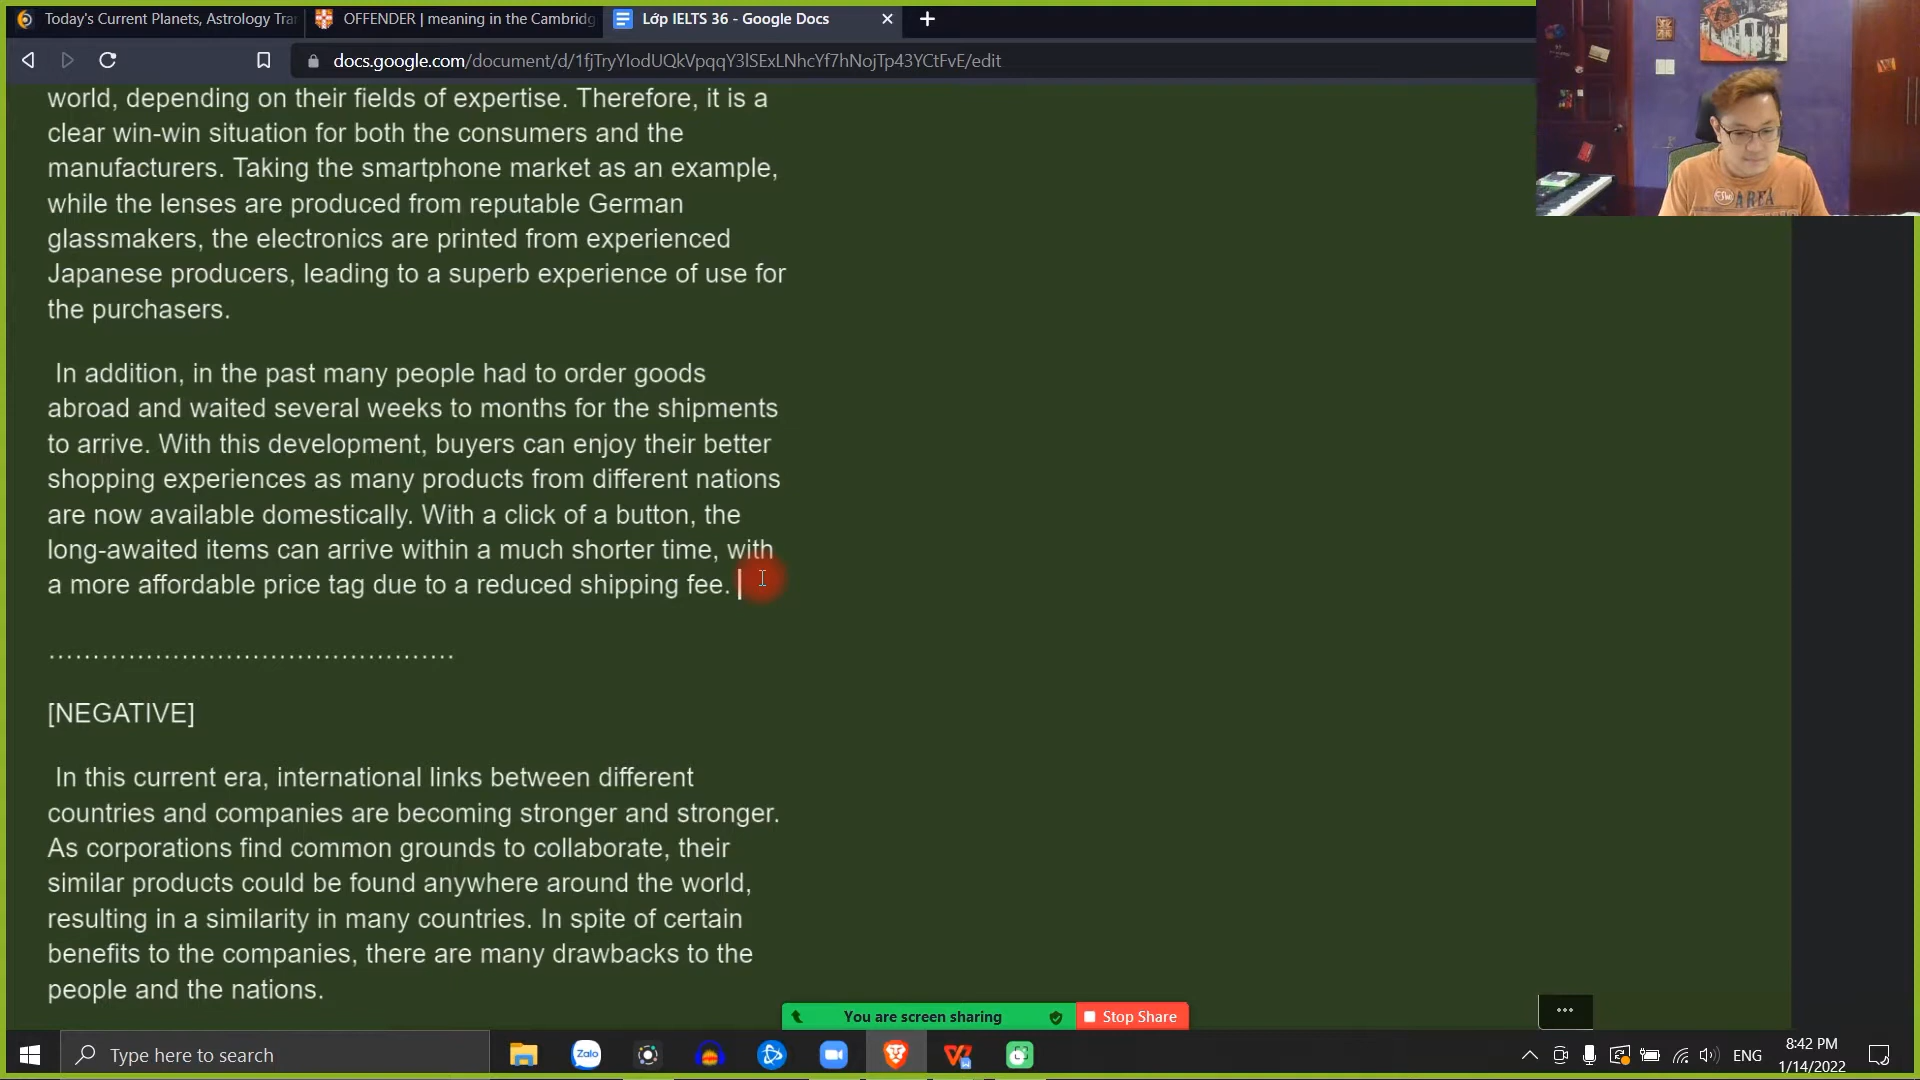 Today's Current Planets, Astrology Tra
OFFENDER | meaning in the Cambridg
Lớp IELTS 36 - Google Docs
docs.google.com/document/d/1fjTryYIodUQkVpqqY3lSExLNhcYf7hNojTp43YCtFvE/edit
world, depending on their fields of expertise. Therefore, it is a
clear win-win situation for both the consumers and the
manufacturers. Taking the smartphone market as an example,
while the lenses are produced from reputable German
glassmakers, the electronics are printed from experienced
Japanese producers, leading to a superb experience of use for
the purchasers.
In addition, in the past many people had to order goods
abroad and waited several weeks to months for the shipments
to arrive. With this development, buyers can enjoy their better
shopping experiences as many products from different nations
are now available domestically. With a click of a button, the
long-awaited items can arrive within a much shorter time, with
a more affordable price tag due to a reduced shipping fee.
……………………………………….
[NEGATIVE]
In this current era, international links between different
countries and companies are becoming stronger and stronger.
As corporations find common grounds to collaborate, their
similar products could be found anywhere around the world,
resulting in a similarity in many countries. In spite of certain
benefits to the companies, there are many drawbacks to the
people and the nations.
You are screen sharing
Stop Share
Type here to search
Zalo
ENG
8:42 PM
1/14/2022
AREA